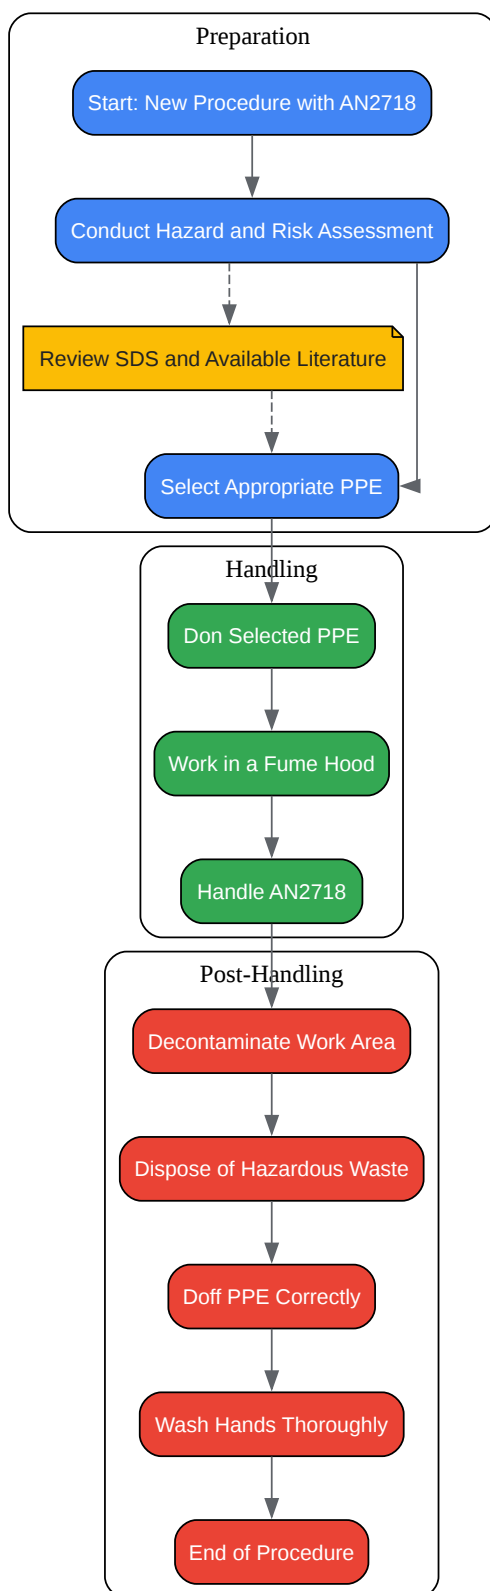 Preparation
Start: New Procedure with AN2718
Conduct Hazard and Risk Assessment
Review SDS and Available Literature
Select Appropriate PPE
Handling
Don Selected PPE
Work in a Fume Hood
Handle AN2718
Post-Handling
Decontaminate Work Area
Dispose of Hazardous Waste
Doff PPE Correctly
Wash Hands Thoroughly
End of Procedure